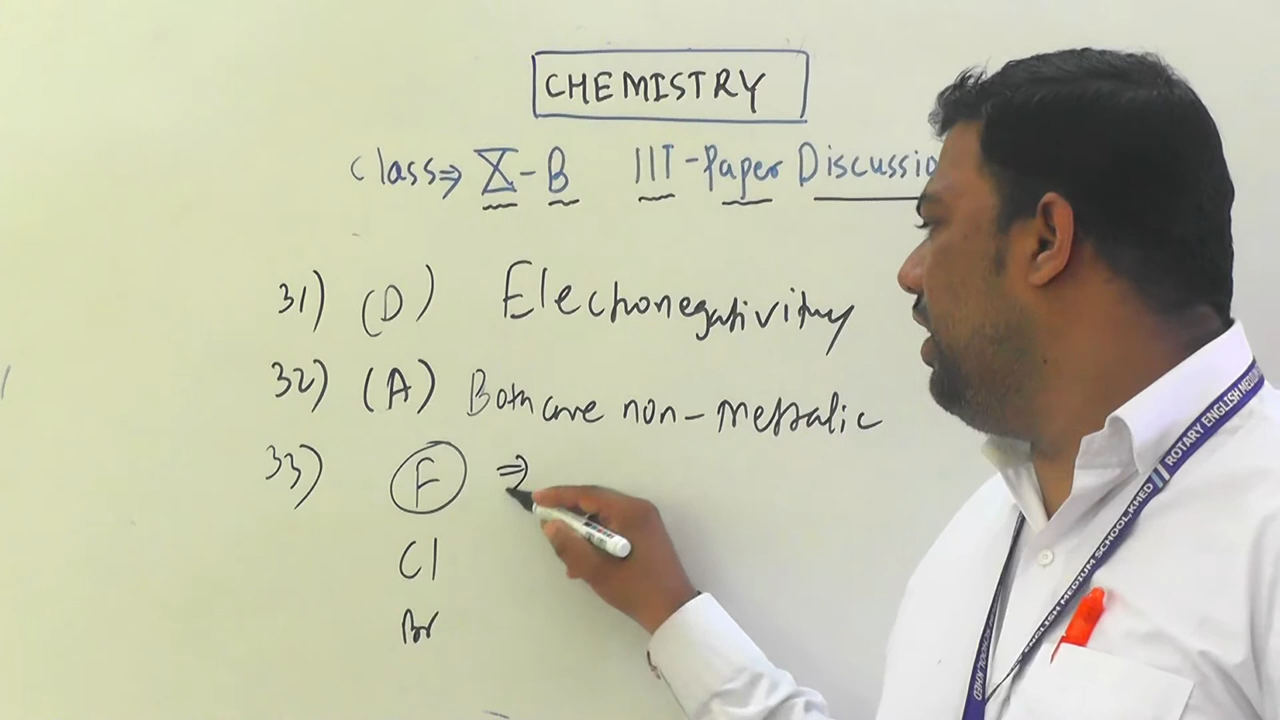 CHEMISTRY
Class⇒ X-B IIT-Paper Discussio
31) (D) Electronegativity
32) (A) Both are non-metallic
33) F ⇒
Cl
Br
ROTARY ENGLISH MEDIUM SCHOOL, KHED